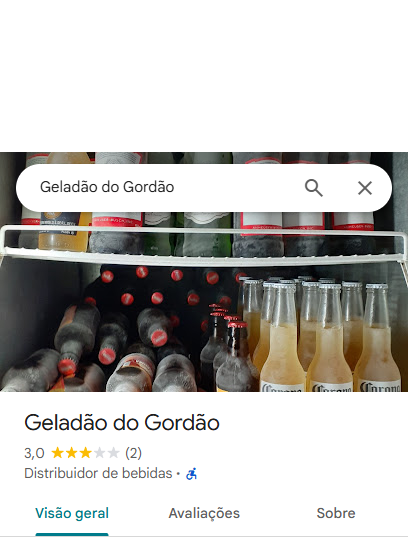 Geladão do Gordão
Corona Corona Corona
Geladão do Gordão
3,0 (2)
Distribuidor de bebidas ·
Visão geral Avaliações Sobre